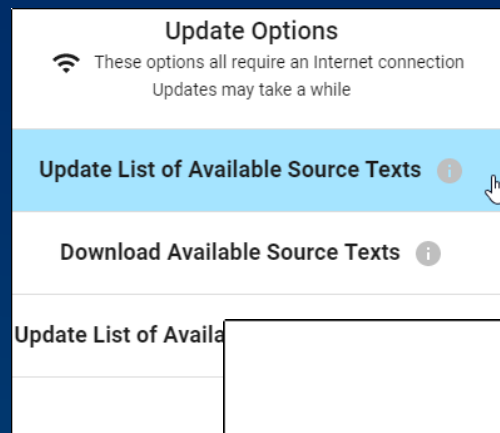 Update Options
These options all require an Internet connection
Updates may take a while
Update List of Available Source Texts
Download Available Source Texts
Update List of Availa